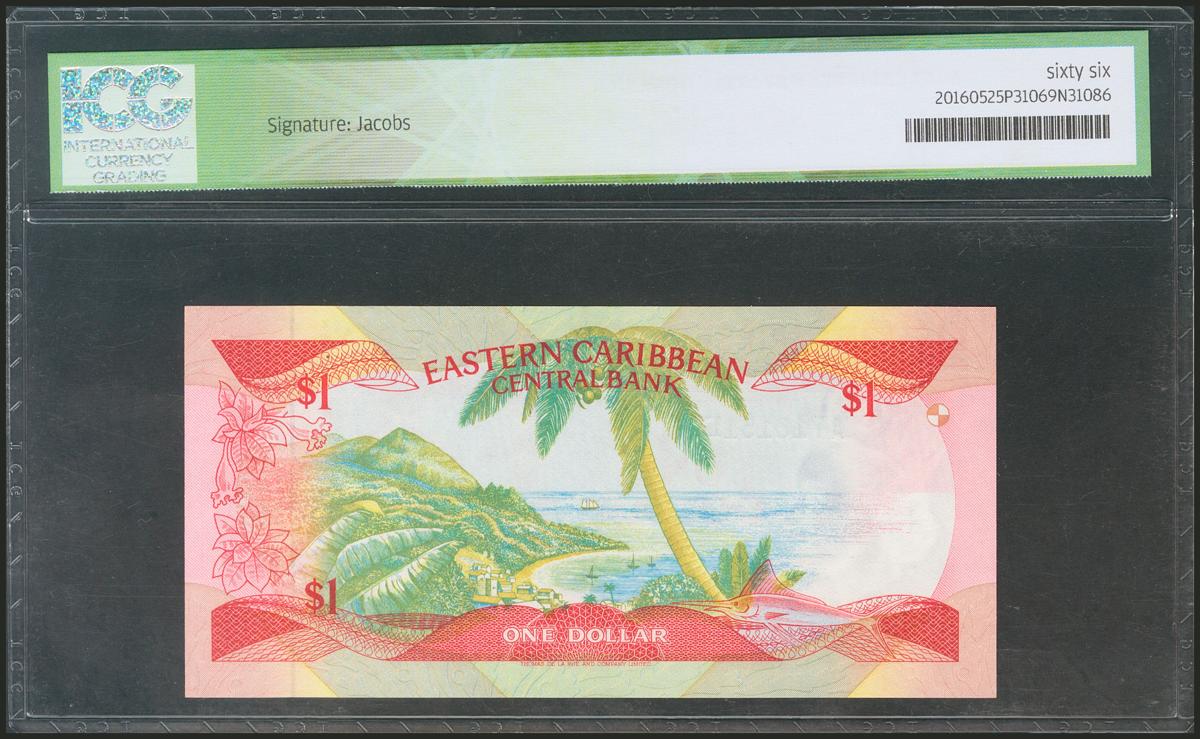 ICG
INTERNATIONAL
CURRENCY
GRADING
Signature: Jacobs
sixty six
20160525P31069N31086
EASTERN CARIBBEAN
CENTRAL BANK
$1
$1
$1
ONE DOLLAR
THOMAS DE LA RUE AND COMPANY LIMITED